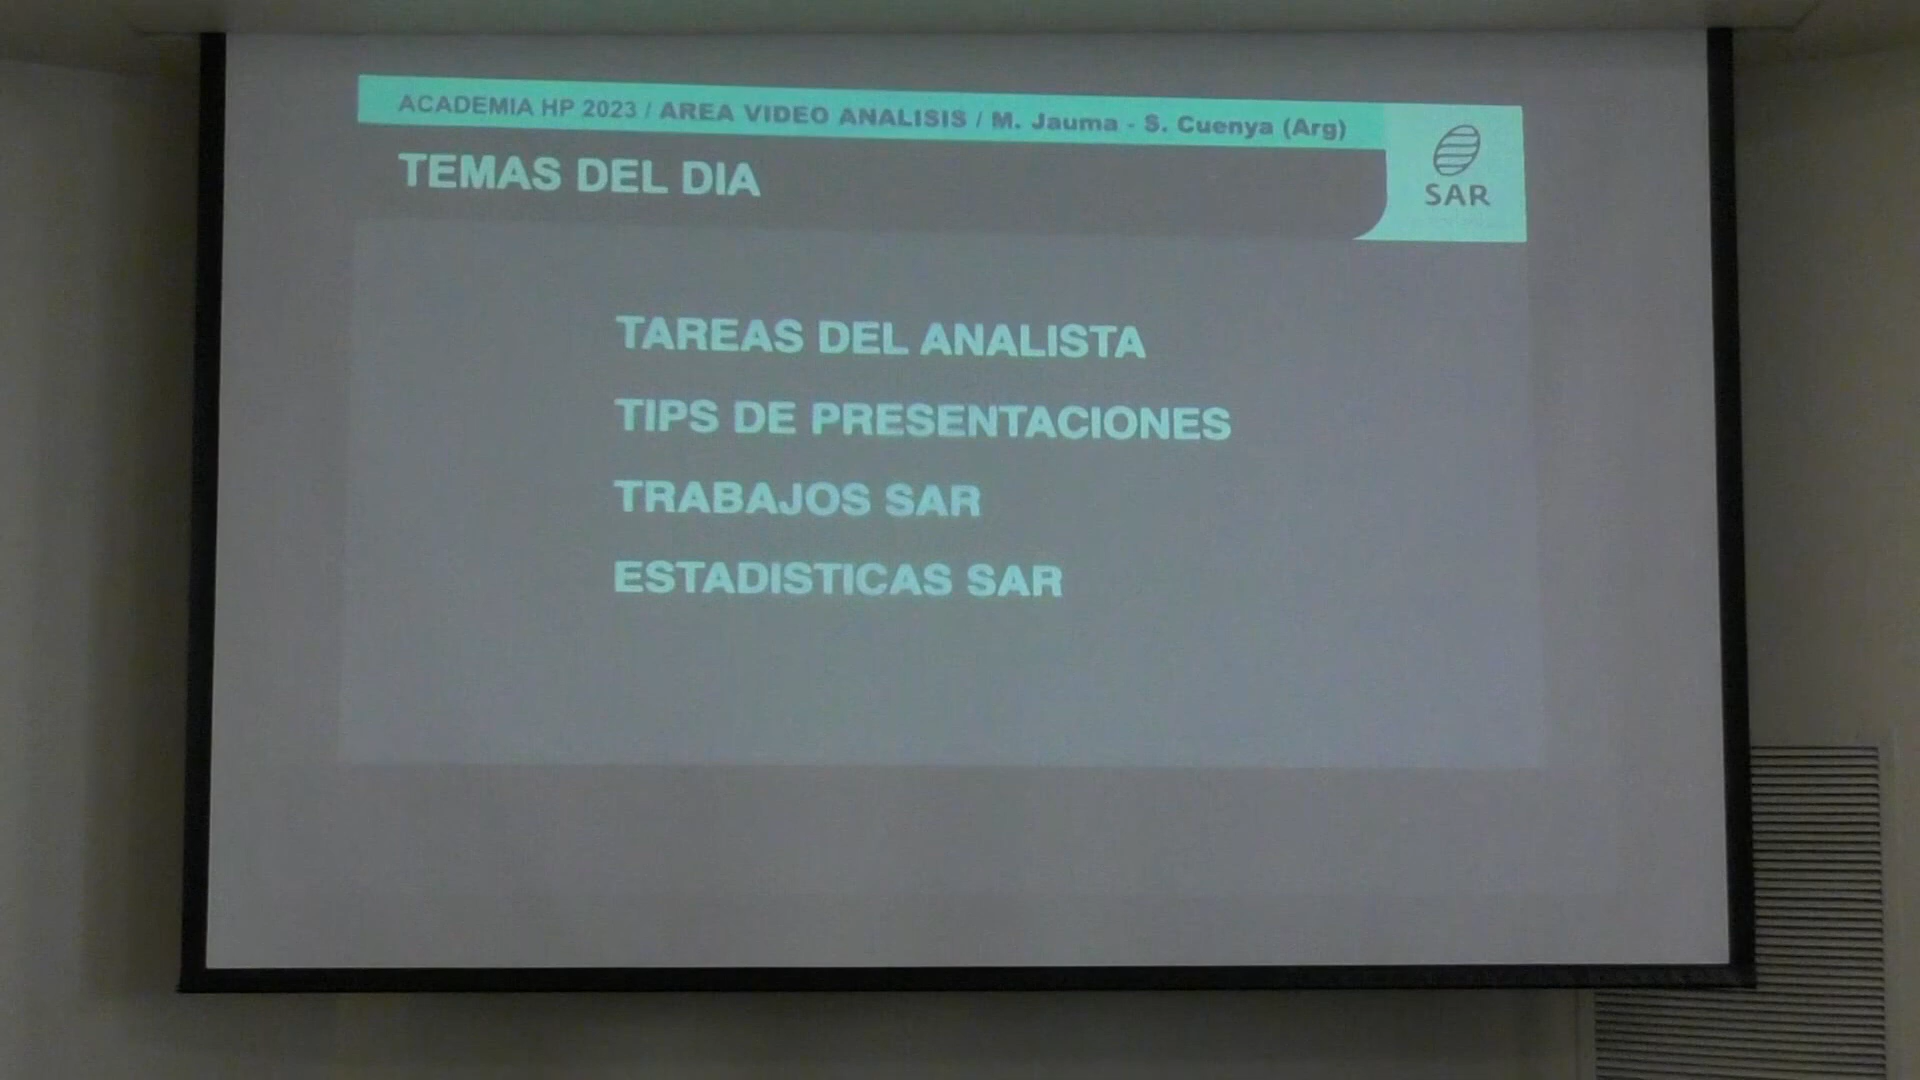 ACADEMIA HP 2023 / AREA VIDEO ANALISIS / M. Jauma - S. Cuenya (Arg)
SAR
TEMAS DEL DIA
TAREAS DEL ANALISTA
TIPS DE PRESENTACIONES
TRABAJOS SAR
ESTADISTICAS SAR